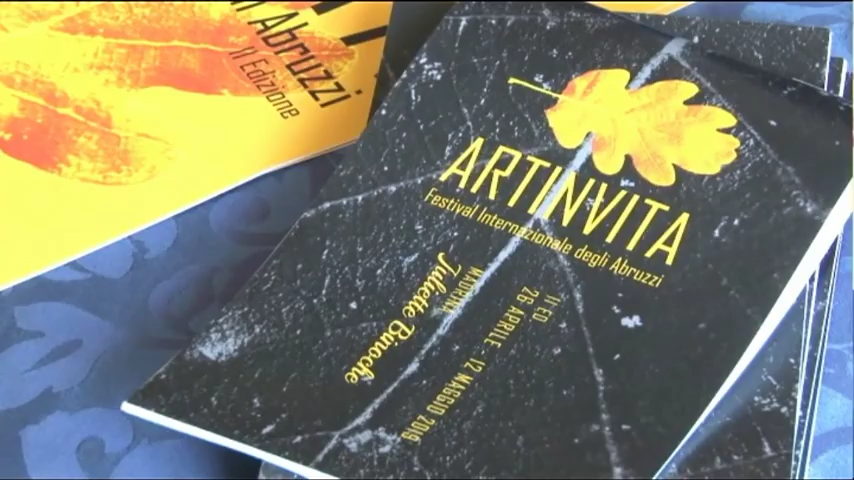 i Abruzzi
II Edizione
ARTINVITA
Festival Internazionale degli Abruzzi
MADRINA
Juliette Binoche
II ED.
26 APRILE - 12 MAGGIO 2019